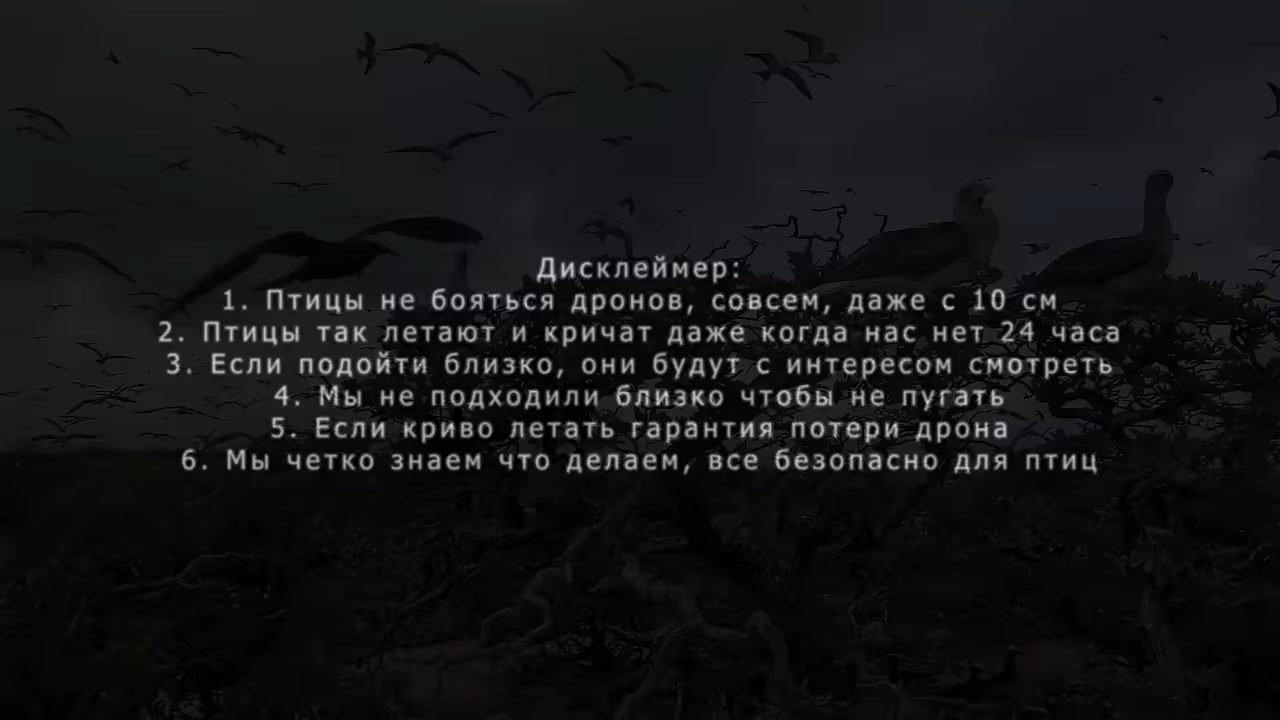 Дисклеймер:
1. Птицы не бояться дронов, совсем, даже с 10 см
2. Птицы так летают и кричат даже когда нас нет 24 часа
3. Если подойти близко, они будут с интересом смотреть
4. Мы не подходили близко чтобы не пугать
5. Если криво летать гарантия потери дрона
6. Мы четко знаем что делаем, все безопасно для птиц